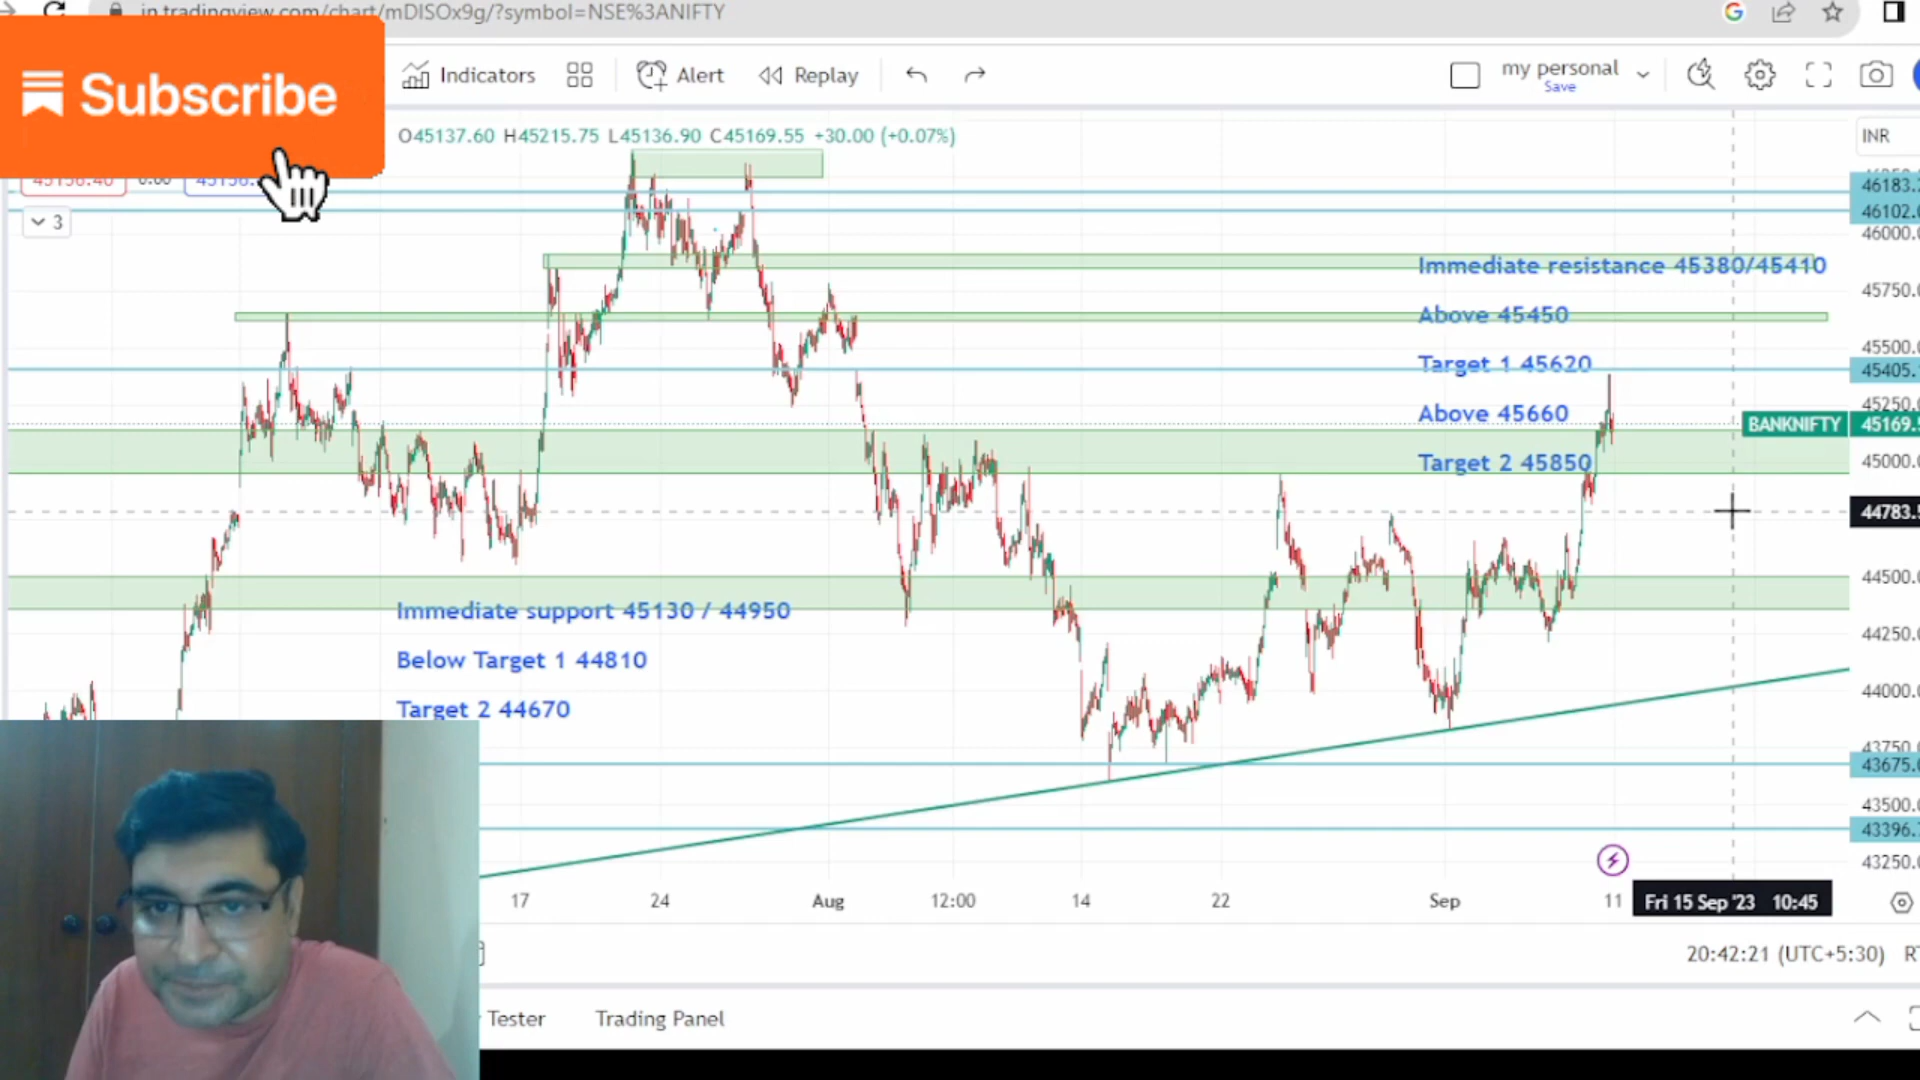 in.tradingview.com/chart/mDISOx9g/?symbol=NSE%3ANIFTY
Subscribe
Indicators
Alert
Replay
my personal
Save
O45137.60 H45215.75 L45136.90 C45169.55 +30.00 (+0.07%)
INR
45156.40 0.00
3
46183.
46102.
46000.
Immediate resistance 45380/45410
45750.
Above 45450
45500.
Target 1 45620
45405.
45250.
Above 45660
BANKNIFTY 45169.
45000.
Target 2 45850
44783.
44500.
Immediate support 45130 / 44950
44250.
Below Target 1 44810
44000.
Target 2 44670
43750.
43675.
43500.
43396.
43250.
17 24 Aug 12:00 14 22 Sep 11 Fri 15 Sep '23 10:45
20:42:21 (UTC+5:30)
Tester
Trading Panel